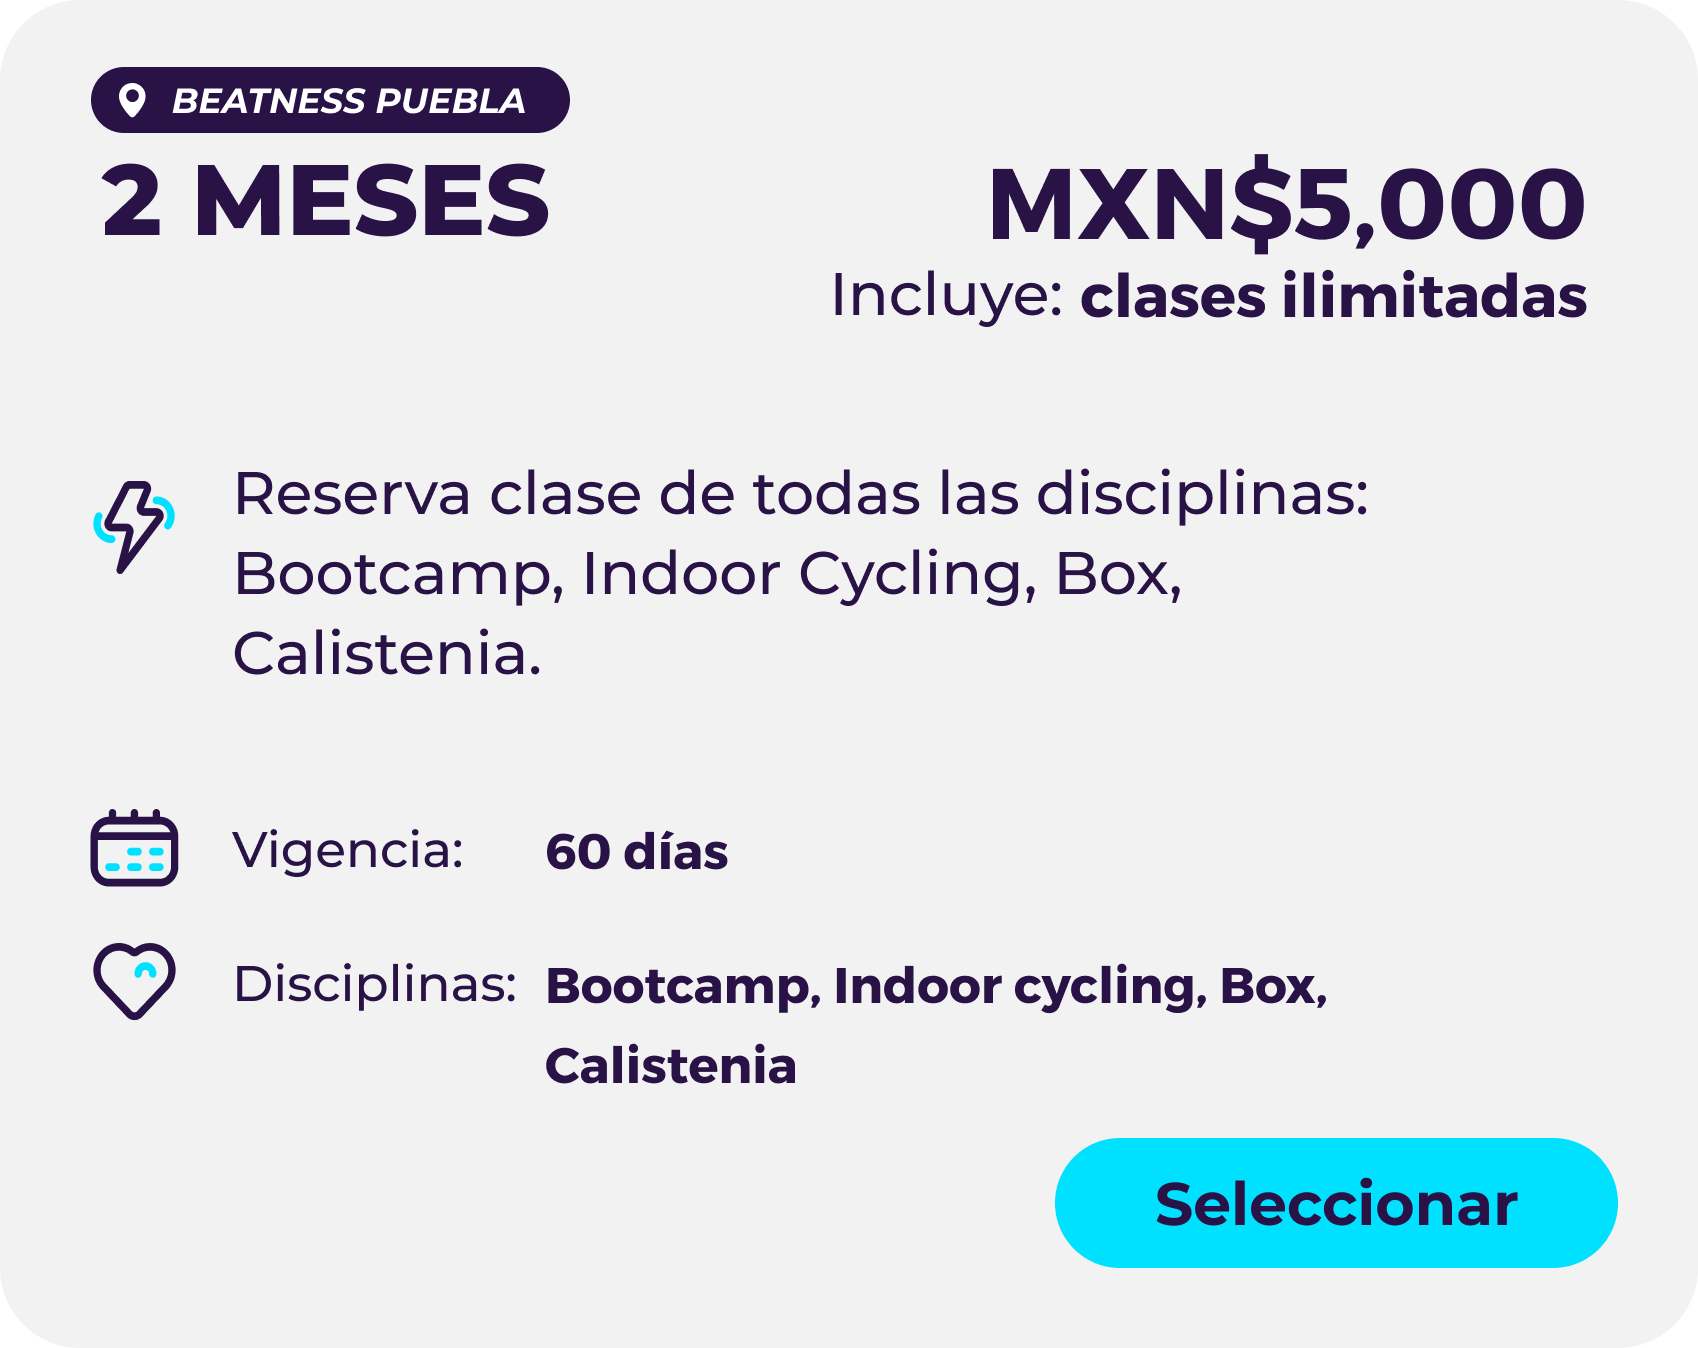 BEATNESS PUEBLA
2 MESES
MXN$5,000
Incluye: clases ilimitadas
Reserva clase de todas las disciplinas:
Bootcamp, Indoor Cycling, Box,
Calistenia.
Vigencia: 60 días
Disciplinas: Bootcamp, Indoor cycling, Box,
Calistenia
Seleccionar